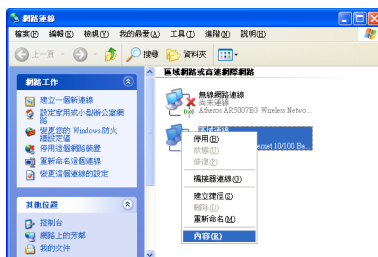 網路連線
檔案(F) 編輯(E) 檢視(V) 我的最愛(A) 工具(T) 進階(N) 說明(H)
上一頁 搜尋 資料夾
網路工作
建立一個新連線
設定家用或小型辦公室網路
變更您的 Windows 防火牆設定值
停用這個網路裝置
重新命名這個連線
變更這個連線的設定
其他位置
控制台
網路上的芳鄰
我的文件
區域網路或高速網際網路
無線網路連線
尚未連線
Atheros AR5007EG Wireless Netwo...
區域連線
ernet 10/100 Ba...
停用(B)
狀態(U)
修復(P)
橋接器連線(G)
建立捷徑(S)
刪除(D)
重新命名(M)
內容(R)